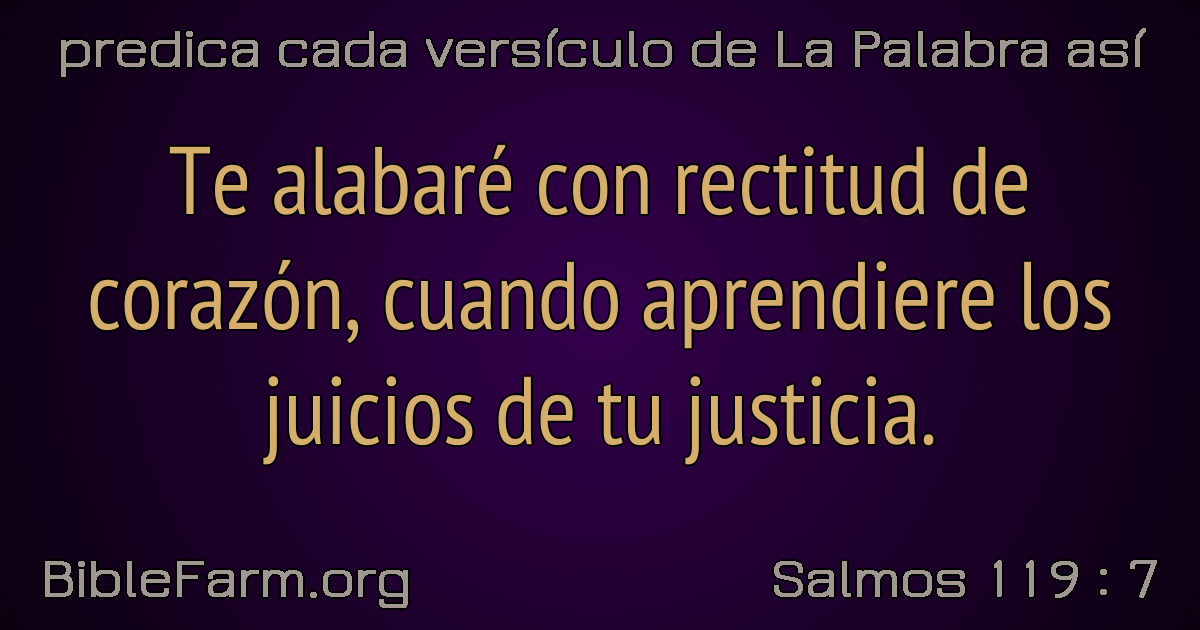 predica cada versículo de La Palabra así
Te alabaré con rectitud de
corazón, cuando aprendiere los
juicios de tu justicia.
BibleFarm.org
Salmos 119 : 7